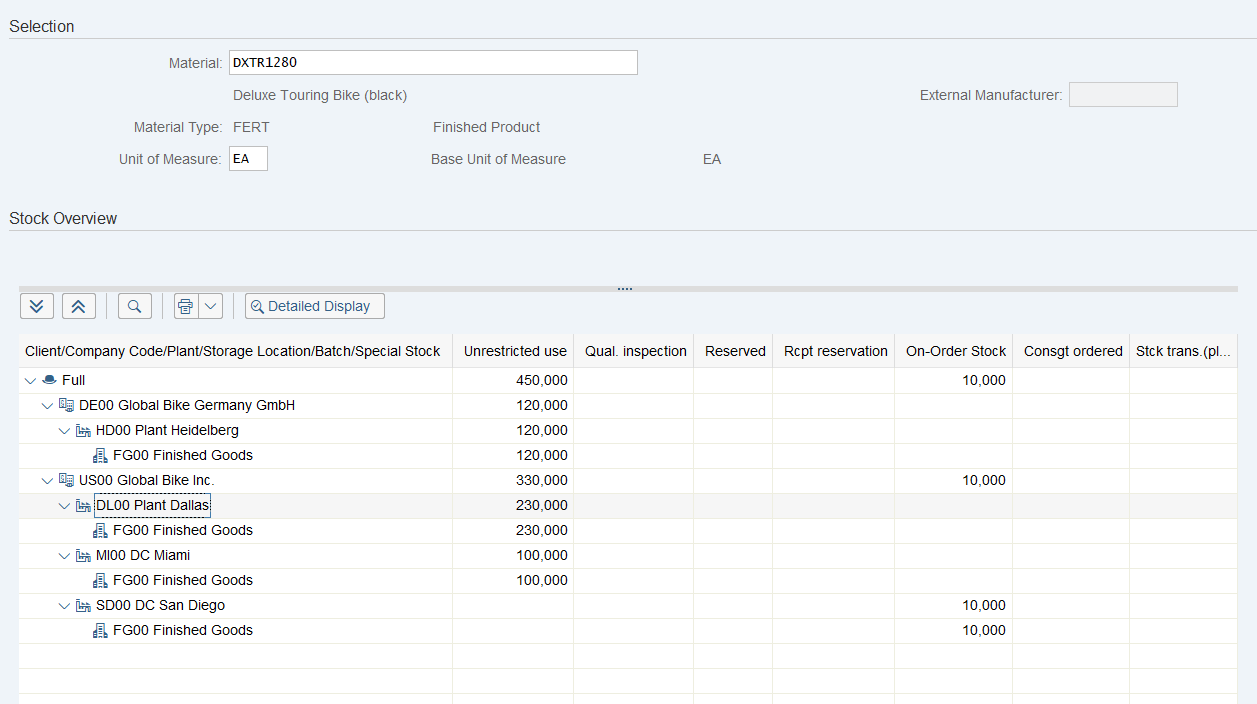 Selection
Material: DXTR1280
Deluxe Touring Bike (black) External Manufacturer:
Material Type: FERT Finished Product
Unit of Measure: EA Base Unit of Measure EA
Stock Overview
Detailed Display
Client/Company Code/Plant/Storage Location/Batch/Special Stock Unrestricted use Qual. inspection Reserved Rcpt reservation On-Order Stock Consgt ordered Stck trans.(pl...
Full 450,000 10,000
DE00 Global Bike Germany GmbH 120,000
HD00 Plant Heidelberg 120,000
FG00 Finished Goods 120,000
US00 Global Bike Inc. 330,000 10,000
DL00 Plant Dallas 230,000
FG00 Finished Goods 230,000
MI00 DC Miami 100,000
FG00 Finished Goods 100,000
SD00 DC San Diego 10,000
FG00 Finished Goods 10,000